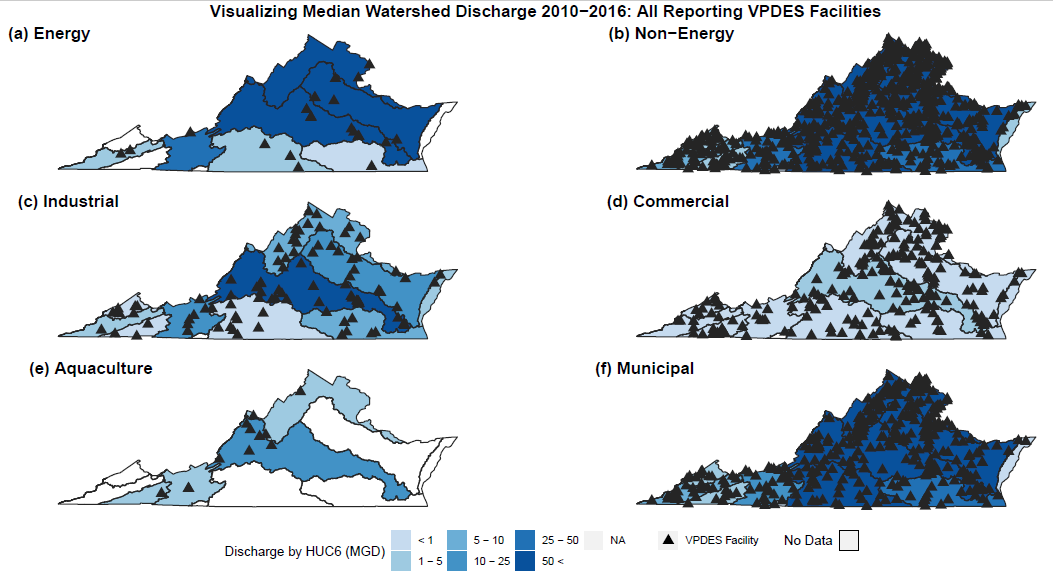 Visualizing Median Watershed Discharge 2010−2016: All Reporting VPDES Facilities
(a) Energy
(b) Non−Energy
(c) Industrial
(d) Commercial
(e) Aquaculture
(f) Municipal
Discharge by HUC6 (MGD)
< 1
5 − 10
25 − 50
NA
VPDES Facility
No Data
1 − 5
10 − 25
50 <